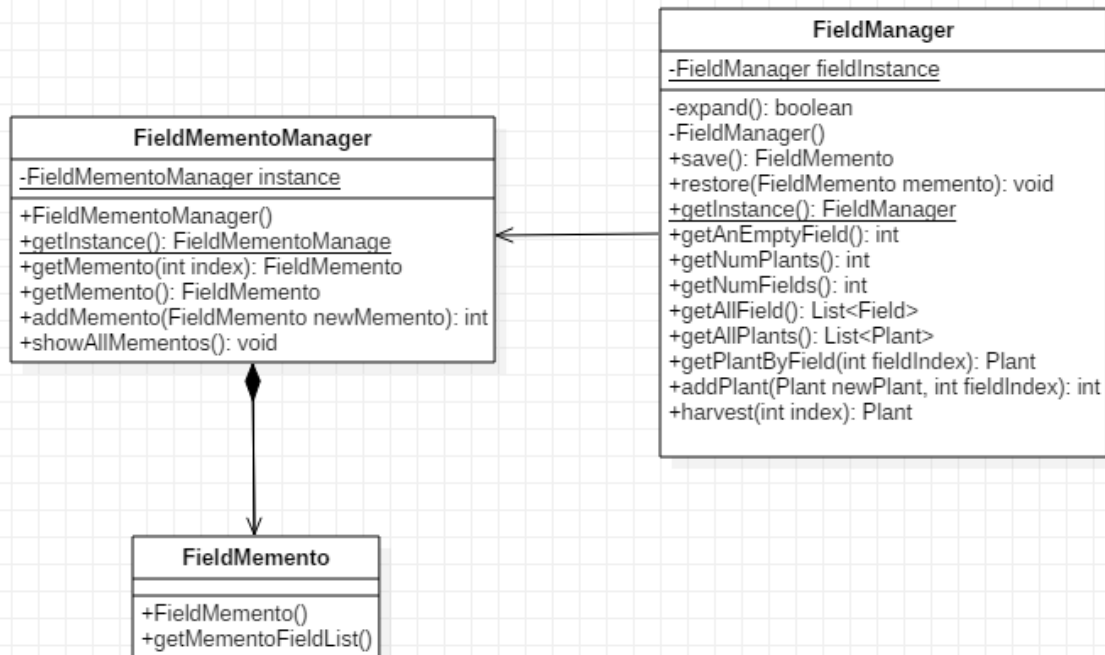 FieldManager
-FieldManager fieldInstance
-expand(): boolean
-FieldManager()
+save(): FieldMemento
+restore(FieldMemento memento): void
+getInstance(): FieldManager
+getAnEmptyField(): int
+getNumPlants(): int
+getNumFields(): int
+getAllField(): List<Field>
+getAllPlants(): List<Plant>
+getPlantByField(int fieldIndex): Plant
+addPlant(Plant newPlant, int fieldIndex): int
+harvest(int index): Plant
FieldMementoManager
-FieldMementoManager instance
+FieldMementoManager()
+getInstance(): FieldMementoManage
+getMemento(int index): FieldMemento
+getMemento(): FieldMemento
+addMemento(FieldMemento newMemento): int
+showAllMementos(): void
FieldMemento
+FieldMemento()
+getMementoFieldList()